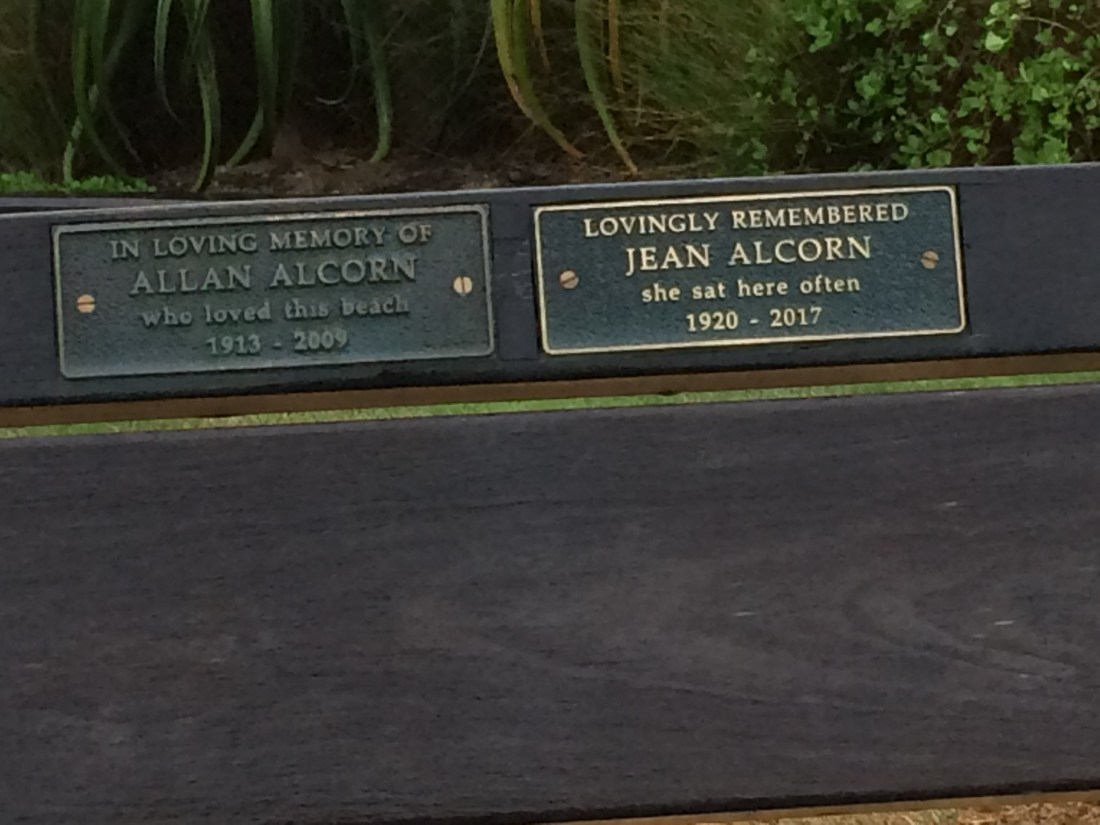 IN LOVING MEMORY OF
ALLAN ALCORN
who loved this beach
1913 - 2009
LOVINGLY REMEMBERED
JEAN ALCORN
she sat here often
1920 - 2017